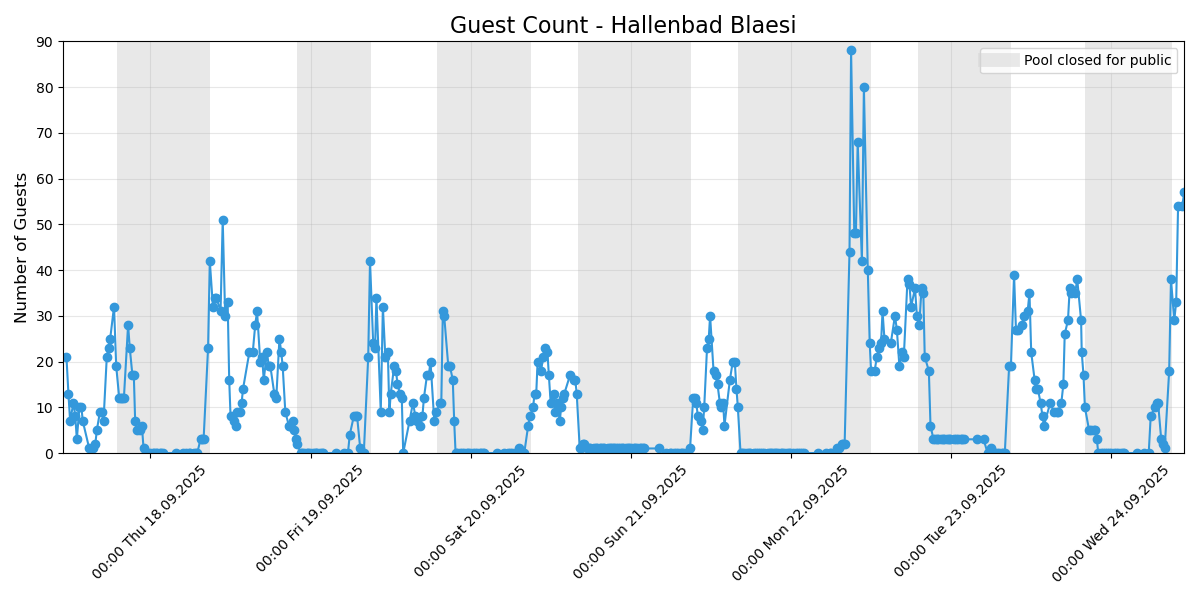 Guest Count - Hallenbad Blaesi
Pool closed for public
Number of Guests
90
80
70
60
50
40
30
20
10
0
00:00 Thu 18.09.2025
00:00 Fri 19.09.2025
00:00 Sat 20.09.2025
00:00 Sun 21.09.2025
00:00 Mon 22.09.2025
00:00 Tue 23.09.2025
00:00 Wed 24.09.2025